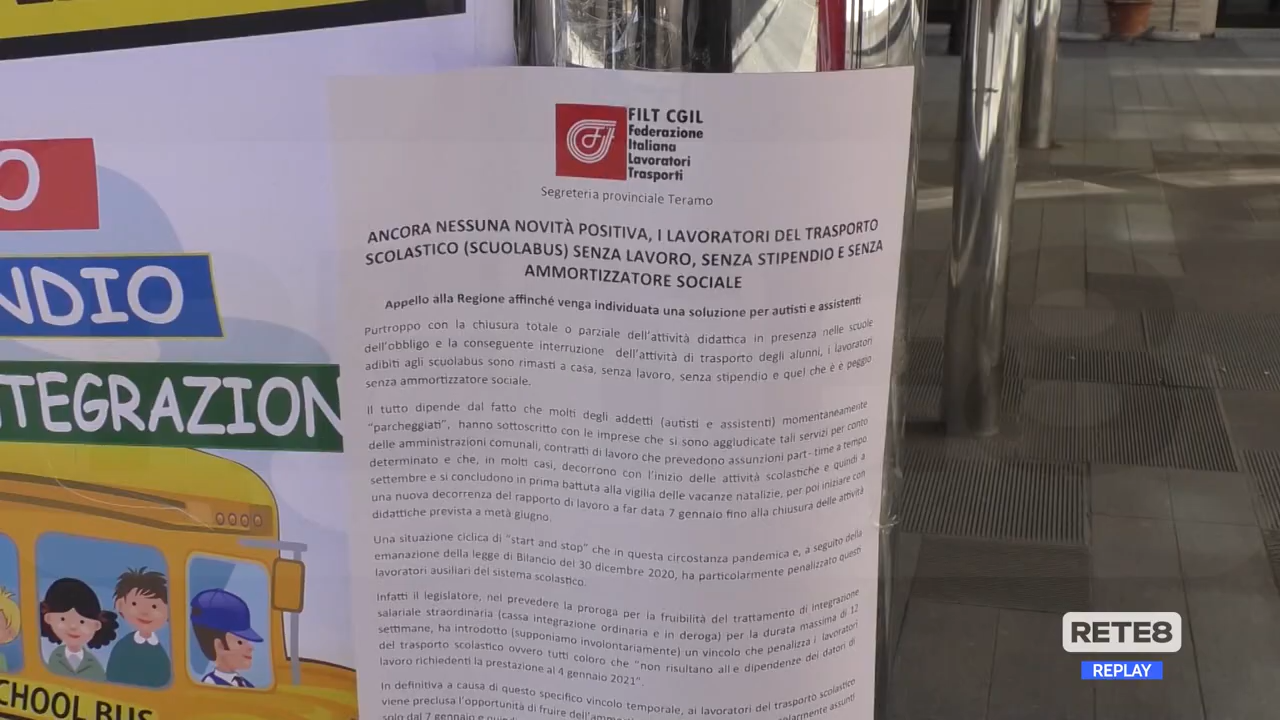 O
NDIO
NTEGRAZION
CHOOL BUS
FILT CGIL
Federazione
Italiana
Lavoratori
Trasporti
Segreteria provinciale Teramo
ANCORA NESSUNA NOVITÀ POSITIVA, I LAVORATORI DEL TRASPORTO
SCOLASTICO (SCUOLABUS) SENZA LAVORO, SENZA STIPENDIO E SENZA
AMMORTIZZATORE SOCIALE
Appello alla Regione affinché venga individuata una soluzione per autisti e assistenti
Purtroppo con la chiusura totale o parziale dell'attività didattica in presenza nelle scuole
dell'obbligo e la conseguente interruzione dell'attività di trasporto degli alunni, i lavoratori
adibiti agli scuolabus sono rimasti a casa, senza lavoro, senza stipendio e quel che è è peggio
senza ammortizzatore sociale.
Il tutto dipende dal fatto che molti degli addetti (autisti e assistenti) momentaneamente
"parcheggiati", hanno sottoscritto con le imprese che si sono aggiudicate tali servizi per conto
delle amministrazioni comunali, contratti di lavoro che prevedono assunzioni part- time a tempo
determinato e che, in molti casi, decorrono con l'inizio delle attività scolastiche e quindi a
settembre e si concludono in prima battuta alla vigilia delle vacanze natalizie, per poi iniziare con
una nuova decorrenza del rapporto di lavoro a far data 7 gennaio fino alla chiusura delle attività
didattiche prevista a metà giugno.
Una situazione ciclica di "start and stop" che in questa circostanza pandemica e, a seguito della
emanazione della legge di Bilancio del 30 dicembre 2020, ha particolarmente penalizzato questi
lavoratori ausiliari del sistema scolastico.
Infatti il legislatore, nel prevedere la proroga per la fruibilità del trattamento di integrazione
salariale straordinaria (cassa integrazione ordinaria e in deroga) per la durata massima di 12
settimane, ha introdotto (supponiamo involontariamente) un vincolo che penalizza i lavoratori
del trasporto scolastico ovvero tutti coloro che "non risultano all e dipendenze dei datori di
lavoro richiedenti la prestazione al 4 gennaio 2021".
In definitiva a causa di questo specifico vincolo temporale, ai lavoratori del trasporto scolastico
viene preclusa l'opportunità di fruire
solo dal 7 gennaio e assunti
RETE8
REPLAY